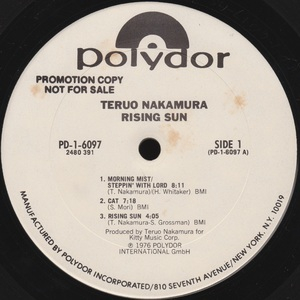 polydor
PROMOTION COPY
NOT FOR SALE
TERUO NAKAMURA
RISING SUN
PD-1-6097
2480 391
SIDE 1
(PD-1-6097 A)
1. MORNING MIST/
STEPPIN' WITH LORD 8:11
(T. Nakamura)/(H. Whitaker) BMI
2. CAT 7:18
(S. Mori) BMI
3. RISING SUN 4:05
(T. Nakamura-S. Grossman) BMI
Produced by Teruo Nakamura for
Kitty Music Corp.
℗ 1976 POLYDOR
INTERNATIONAL GmbH
MANUFACTURED BY POLYDOR INCORPORATED/810 SEVENTH AVENUE/NEW YORK, N.Y. 10019